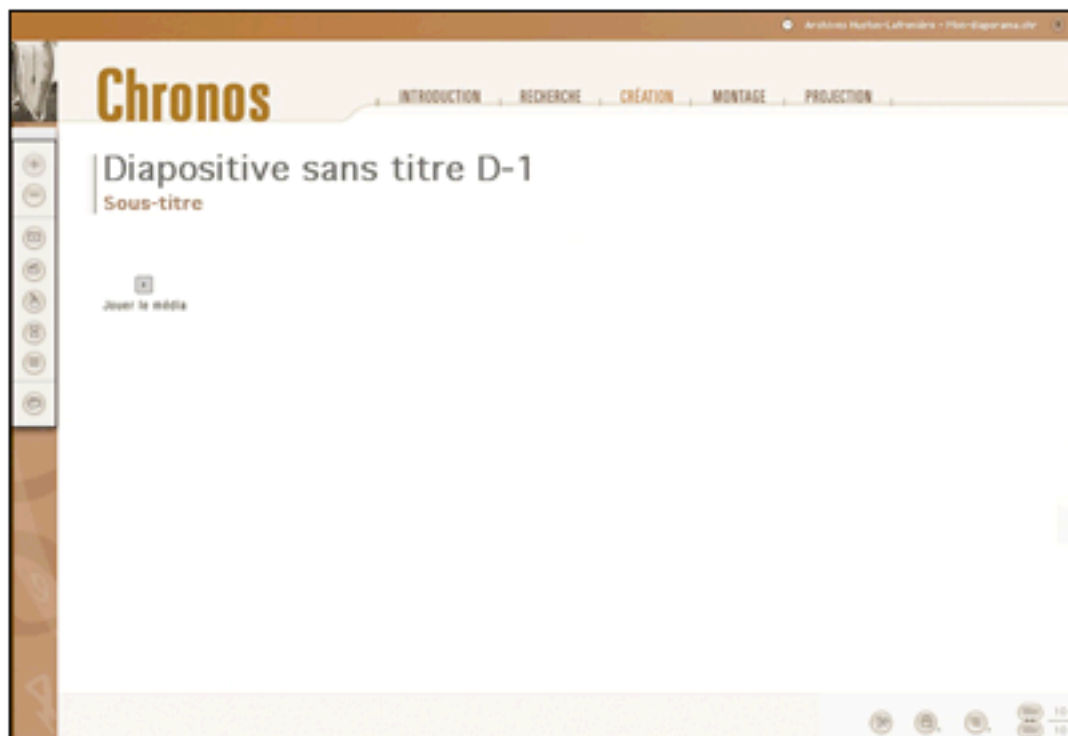 Chronos
INTRODUCTION RECHERCHE CRÉATION MONTAGE PROJECTION
Diapositive sans titre D-1
Sous-titre
Jouer le média